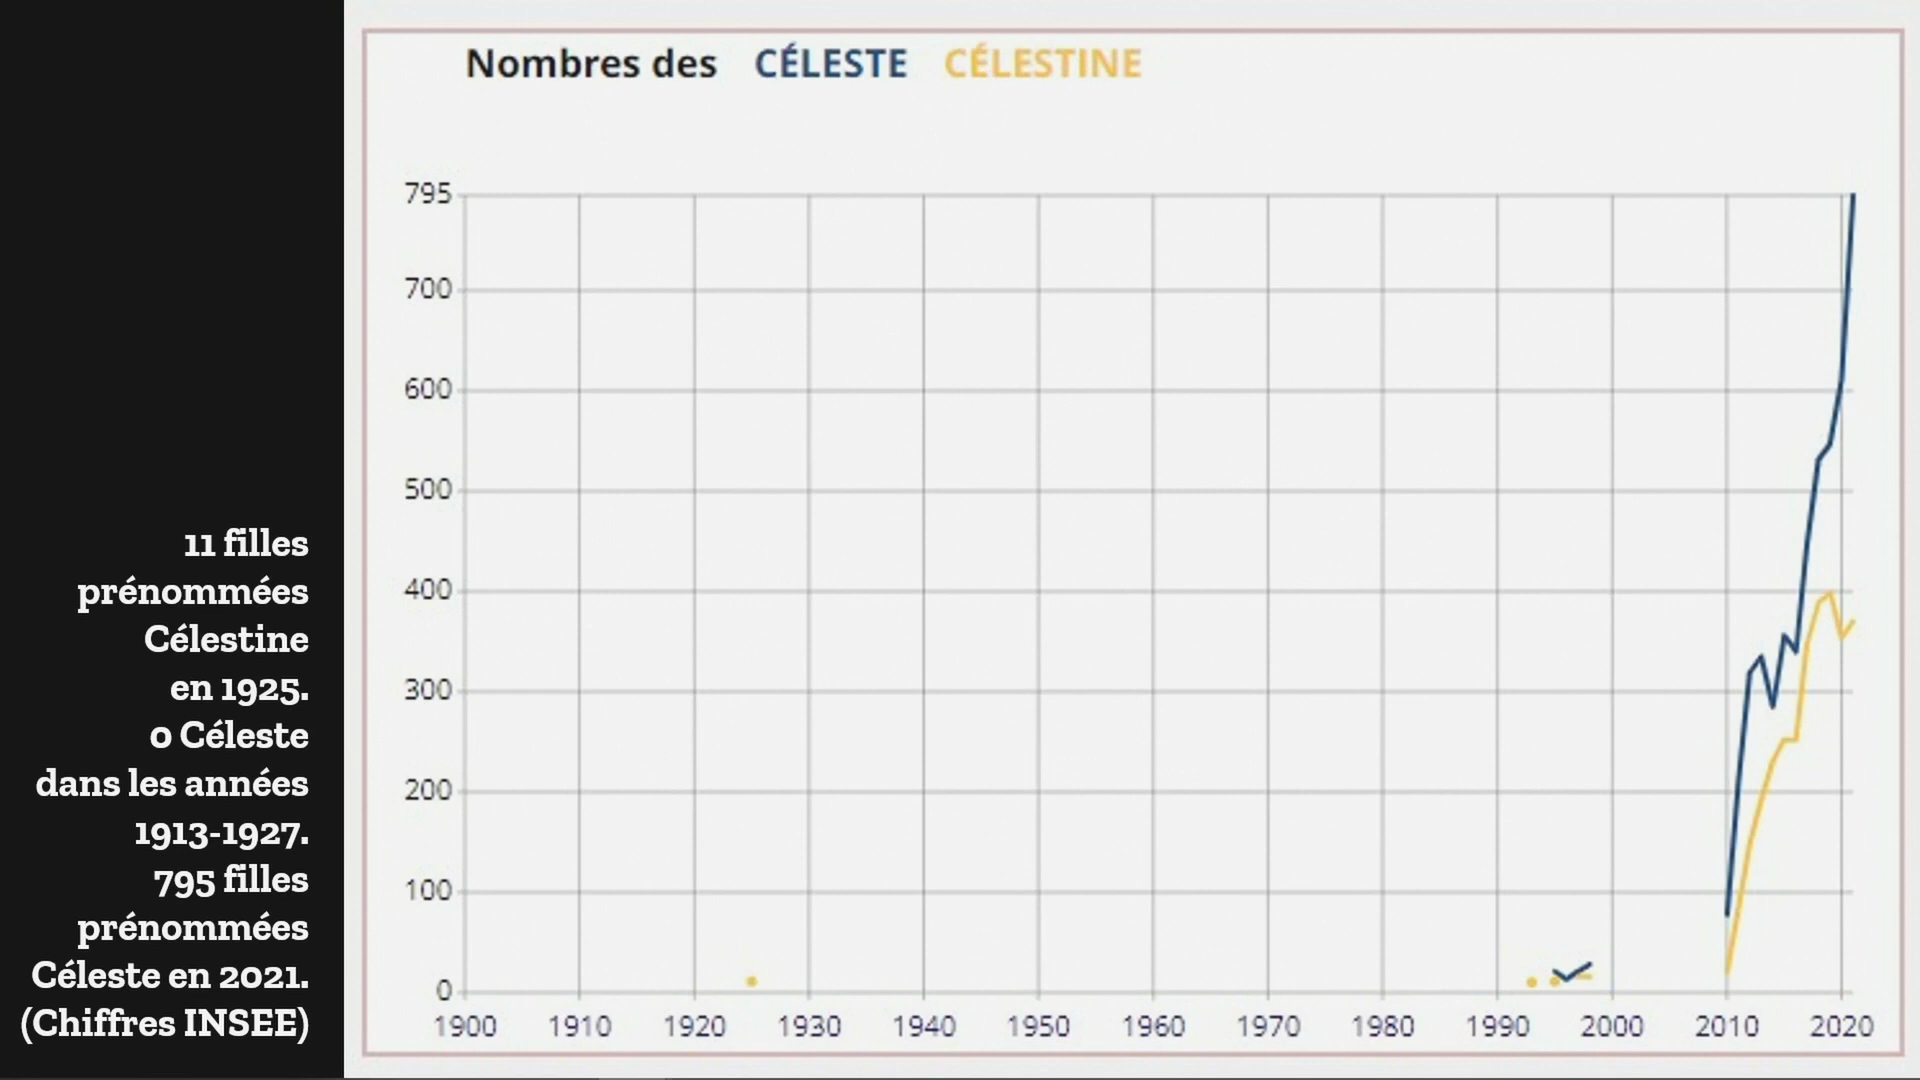 Nombres des CÉLESTE CÉLESTINE
795
700
600
500
400
300
200
100
0
1900 1910 1920 1930 1940 1950 1960 1970 1980 1990 2000 2010 2020
11 filles
prénommées
Célestine
en 1925.
0 Céleste
dans les années
1913-1927.
795 filles
prénommées
Céleste en 2021.
(Chiffres INSEE)